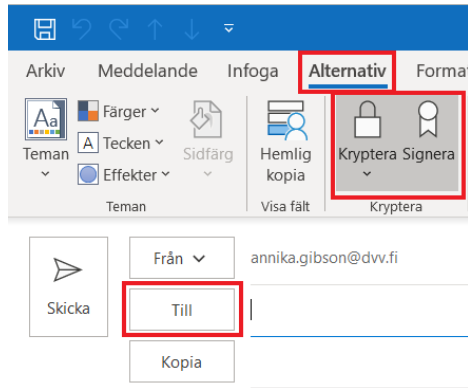 Arkiv Meddelande Infoga Alternativ Forma
Aa
Teman
Färger
A Tecken
Effekter
Sidfärg
Teman
Hemlig
kopia
Visa fält
Kryptera Signera
Kryptera
Skicka
Från annika.gibson@dvv.fi
Till
Kopia